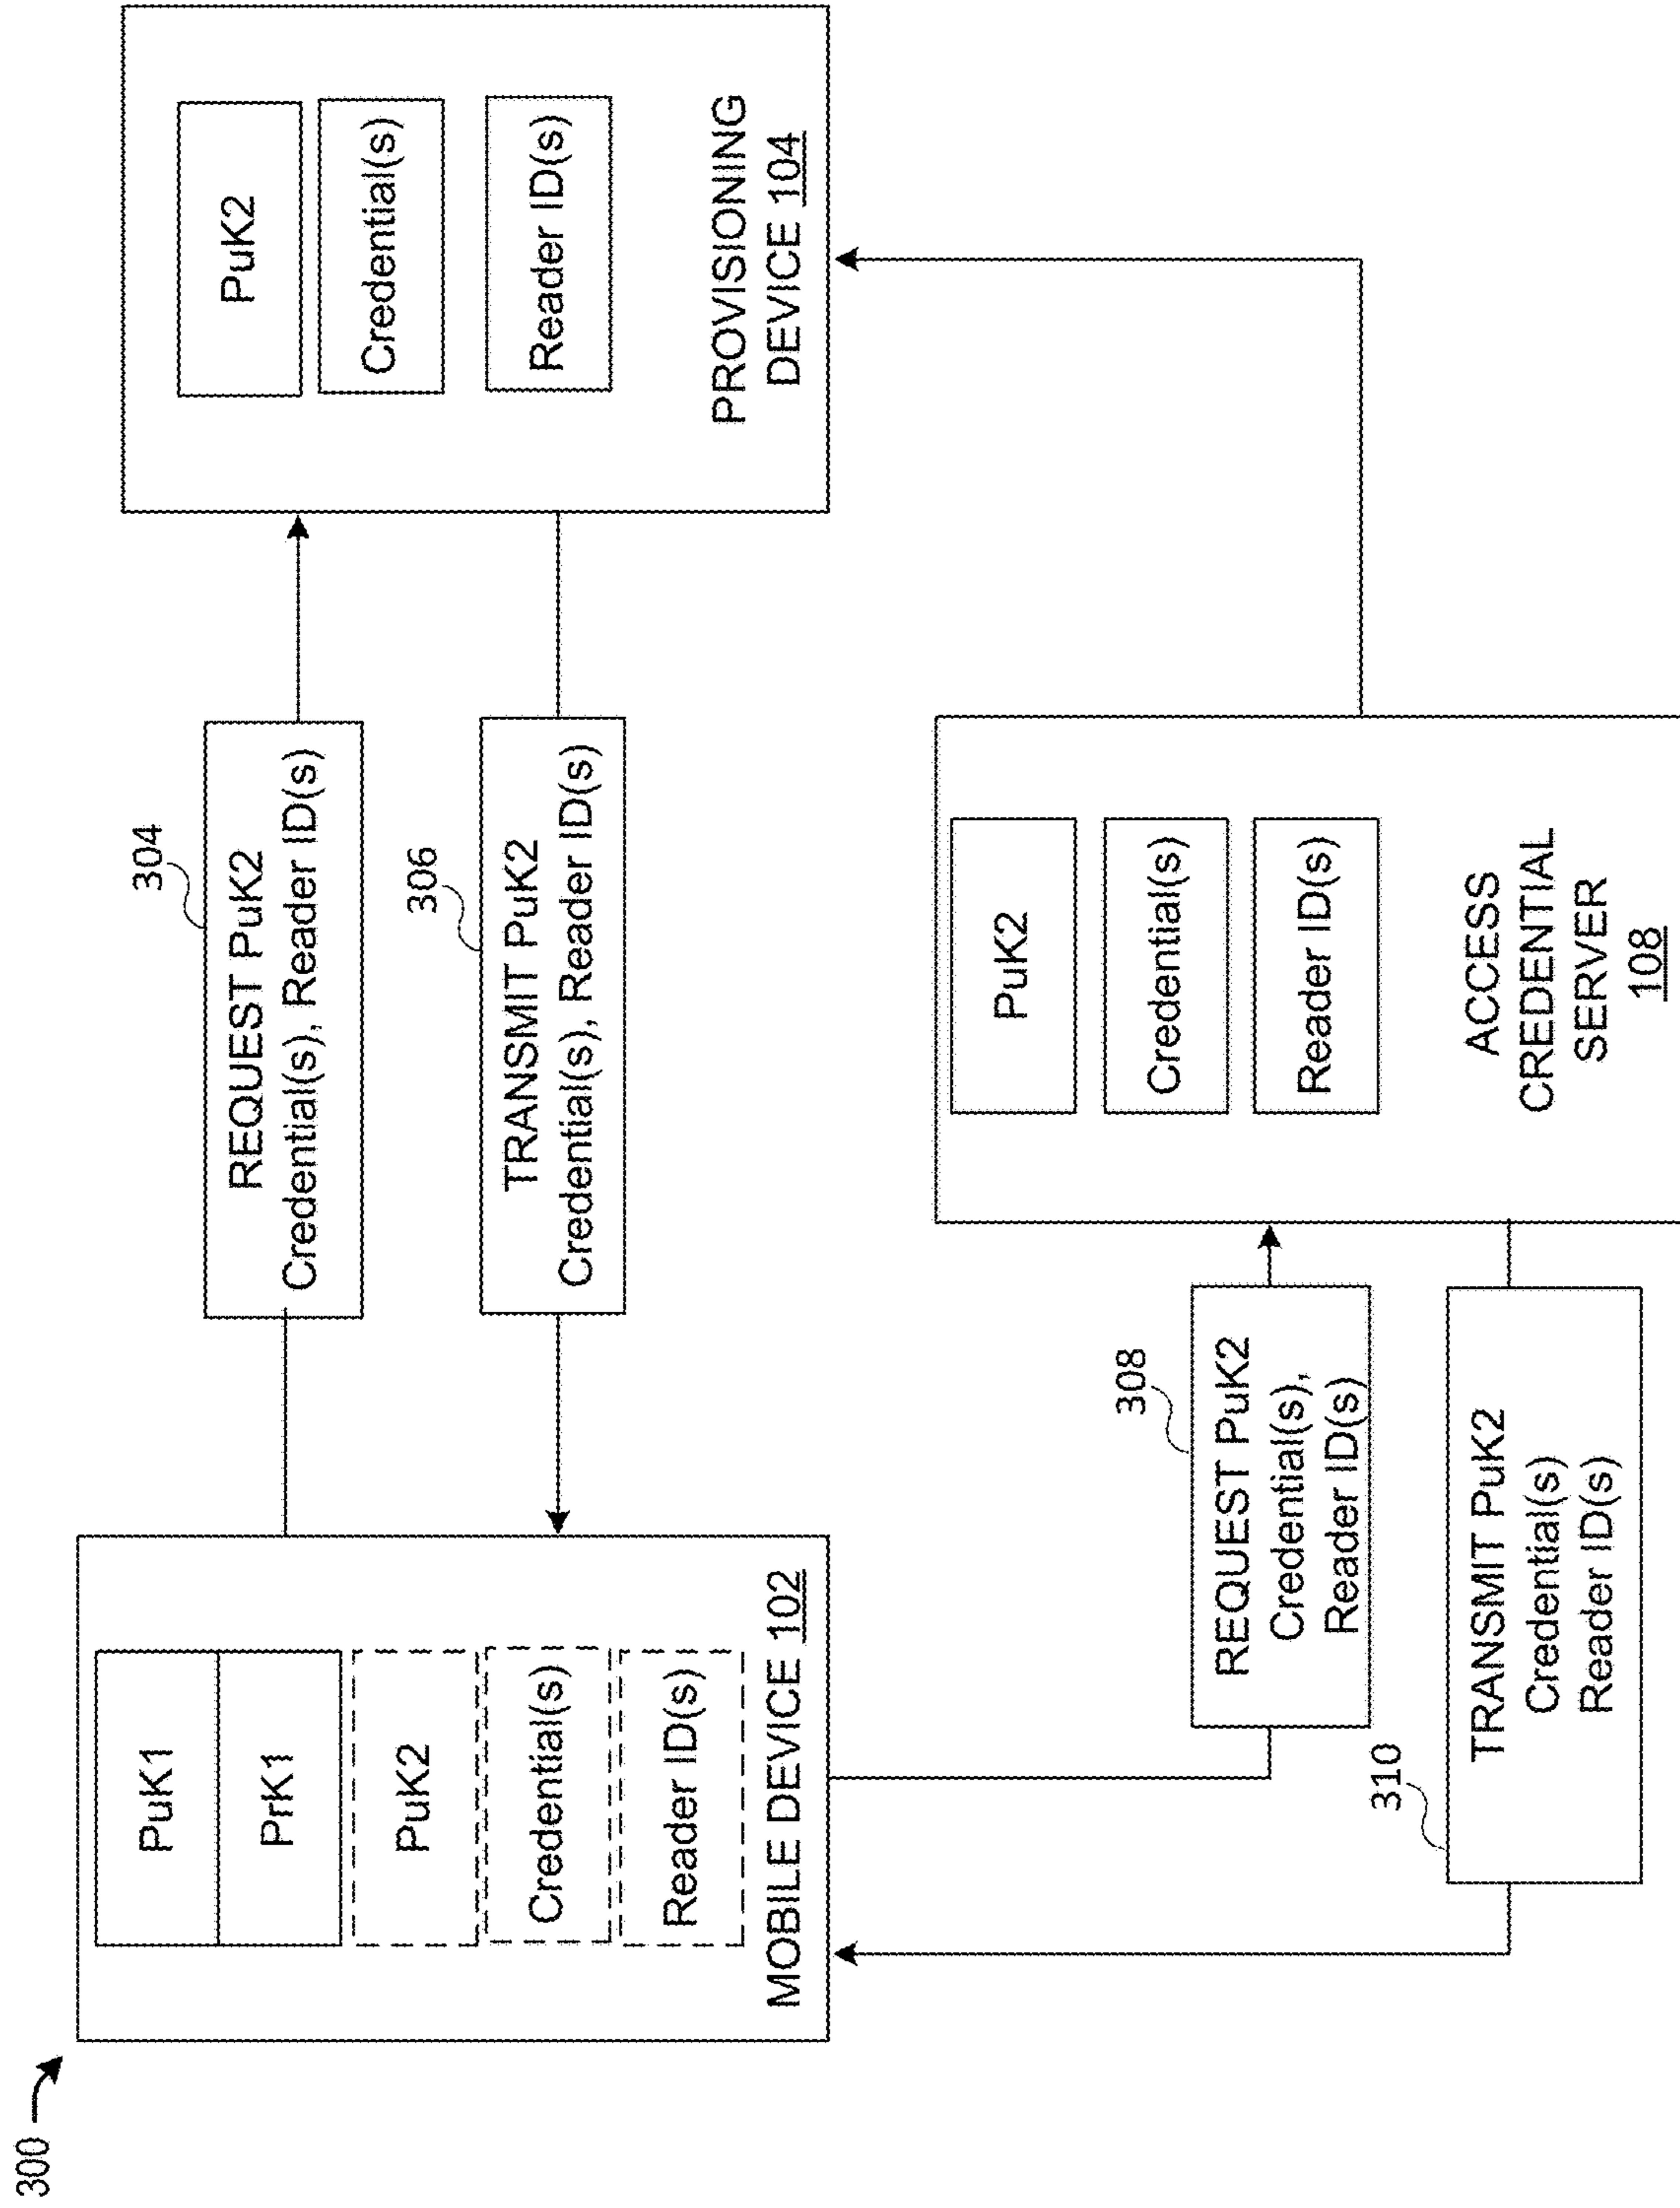 300
PuK1
PrK1
PuK2
Credential(s)
Reader ID(s)
MOBILE DEVICE 102
304
REQUEST PuK2
Credential(s), Reader ID(s)
306
TRANSMIT PuK2
Credential(s), Reader ID(s)
PuK2
Credential(s)
Reader ID(s)
PROVISIONING
DEVICE 104
308
REQUEST PuK2
Credential(s),
Reader ID(s)
310
TRANSMIT PuK2
Credential(s)
Reader ID(s)
PuK2
Credential(s)
Reader ID(s)
ACCESS
CREDENTIAL
SERVER
108